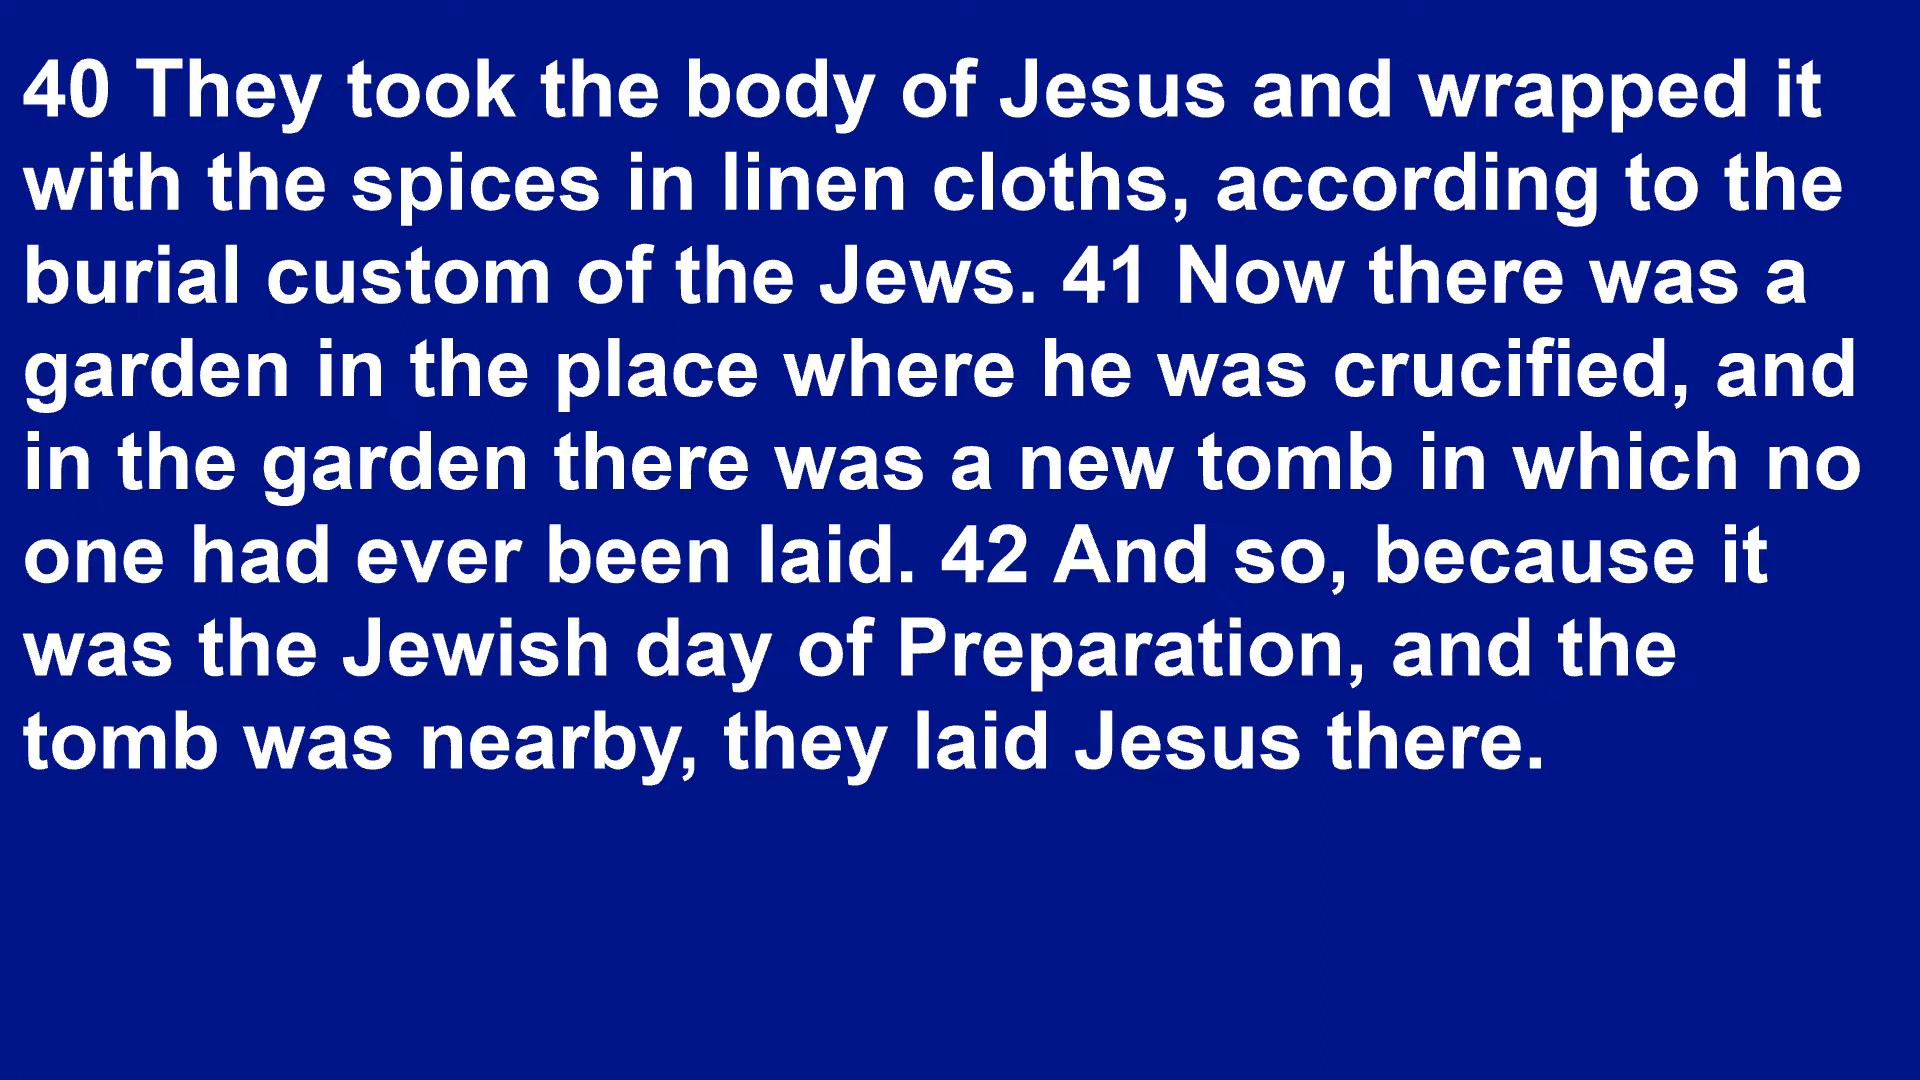 40 They took the body of Jesus and wrapped it
with the spices in linen cloths, according to the
burial custom of the Jews. 41 Now there was a
garden in the place where he was crucified, and
in the garden there was a new tomb in which no
one had ever been laid. 42 And so, because it
was the Jewish day of Preparation, and the
tomb was nearby, they laid Jesus there.